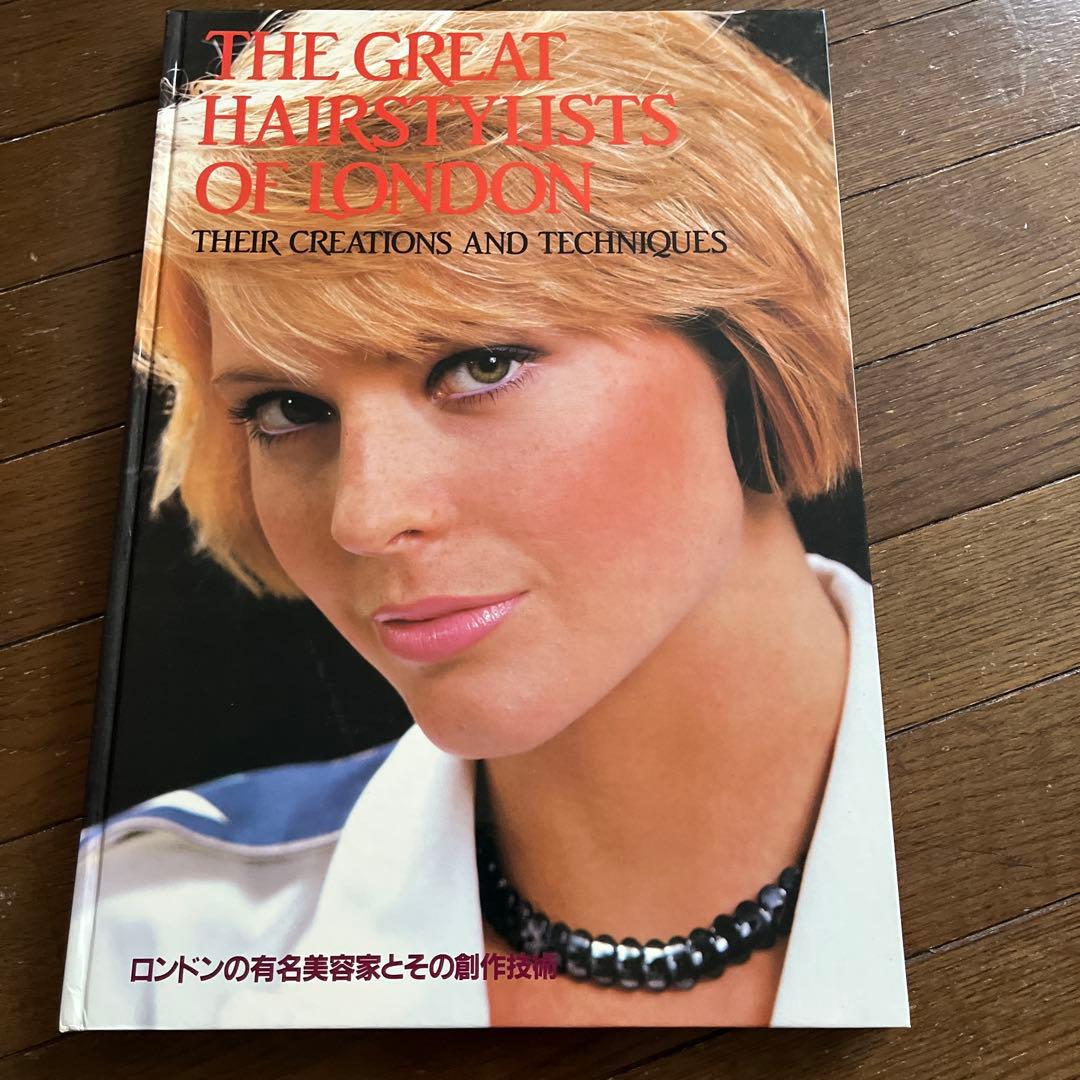 THE GREAT
HAIRSTYLISTS
OF LONDON
THEIR CREATIONS AND TECHNIQUES
ロンドンの有名美容家とその創作技術